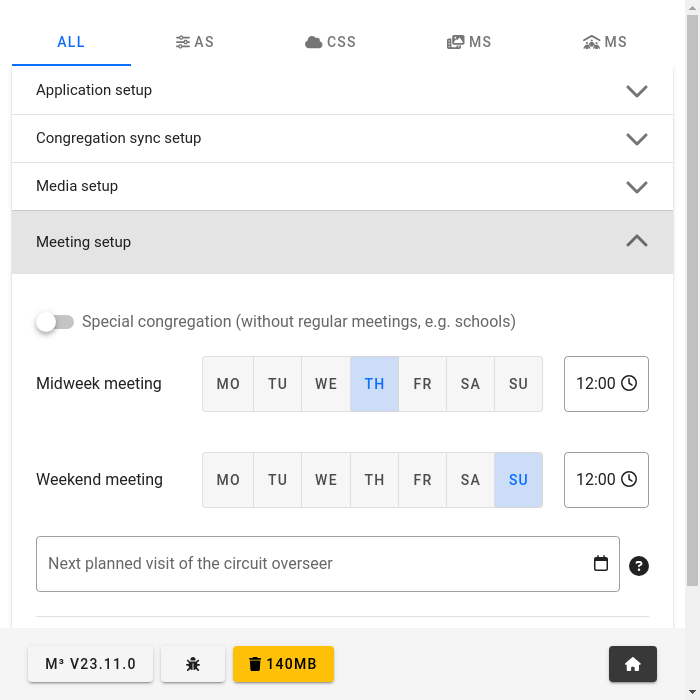 ALL
AS
CSS
MS
MS
Application setup
Congregation sync setup
Media setup
Meeting setup
Special congregation (without regular meetings, e.g. schools)
Midweek meeting MO TU WE TH FR SA SU 12:00
Weekend meeting MO TU WE TH FR SA SU 12:00
Next planned visit of the circuit overseer ?
M³ V23.11.0 140MB